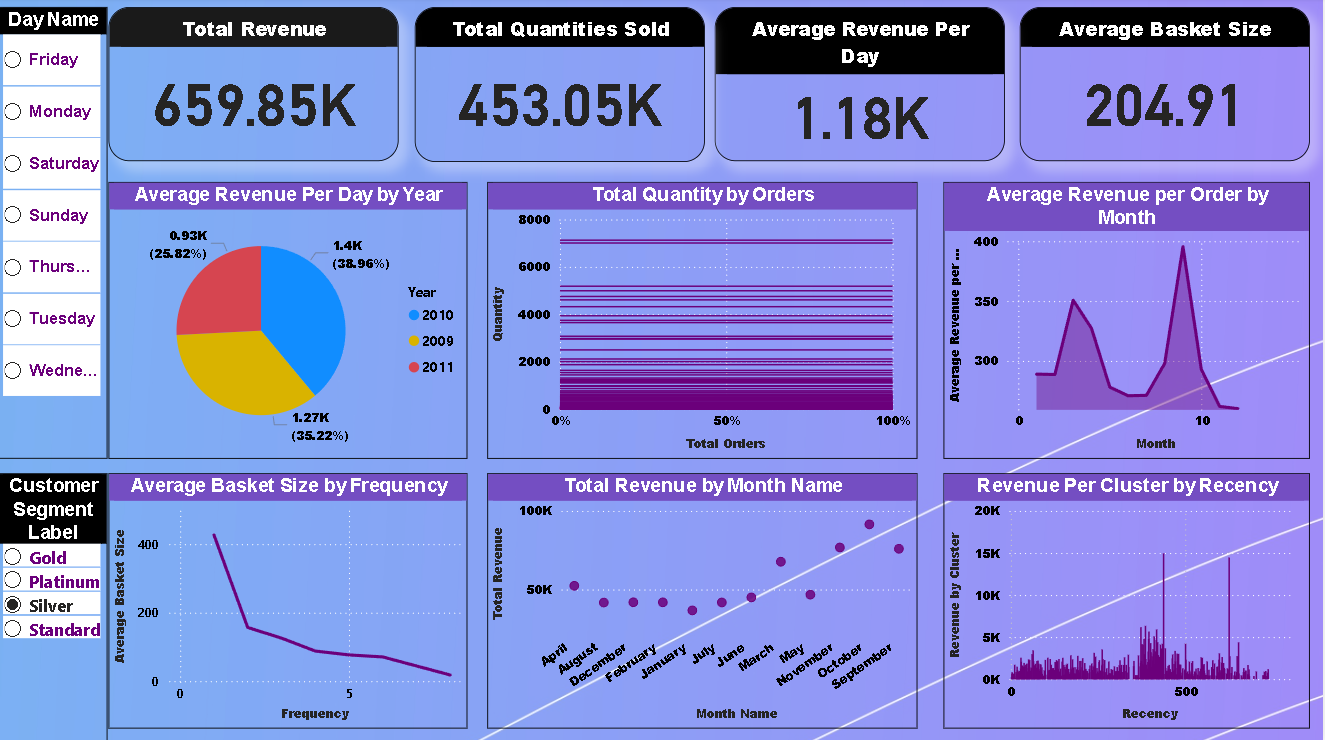 Day Name
Friday
Monday
Saturday
Sunday
Thurs...
Tuesday
Wedne...
Total Revenue
659.85K
Total Quantities Sold
453.05K
Average Revenue Per
Day
1.18K
Average Basket Size
204.91
Average Revenue Per Day by Year
0.93K
(25.82%)
1.4K
(38.96%)
1.27K
(35.22%)
Year
2010
2009
2011
Total Quantity by Orders
Quantity
8000
6000
4000
2000
0
0%
50%
100%
Total Orders
Average Revenue per Order by
Month
Average Revenue per ...
400
350
300
0
10
Month
Customer
Segment
Label
Gold
Platinum
Silver
Standard
Average Basket Size by Frequency
Average Basket Size
400
200
0
0
5
Frequency
Total Revenue by Month Name
Total Revenue
100K
50K
April
August
December
February
January
July
June
March
May
November
October
September
Month Name
Revenue Per Cluster by Recency
Revenue by Cluster
20K
15K
10K
5K
0K
0
500
Recency